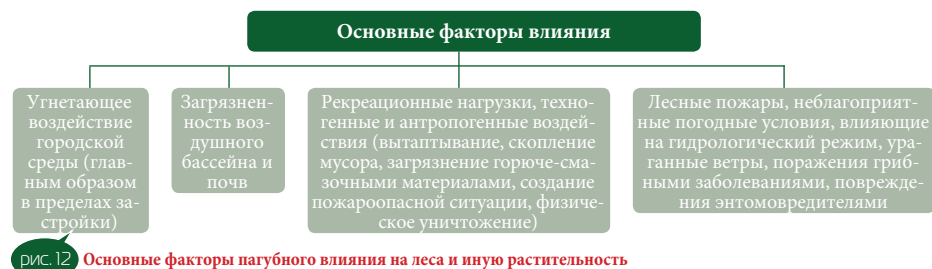 Основные факторы влияния
Угнетающее
воздействие
городской
среды (глав-
ным образом
в пределах за-
стройки)
Загрязнен-
ность воз-
душного
бассейна и
почв
Рекреационные нагрузки, техно-
генные и антропогенные воздей-
ствия (вытаптывание, скопление
мусора, загрязнение горюче-сма-
зочными материалами, создание
пожароопасной ситуации, физиче-
ское уничтожение)
Лесные пожары, неблагоприят-
ные погодные условия, влияющие
на гидрологический режим, ура-
ганные ветры, поражения гриб-
ными заболеваниями, поврежде-
ния энтомовредителями
рис. 12 Основные факторы пагубного влияния на леса и иную растительность